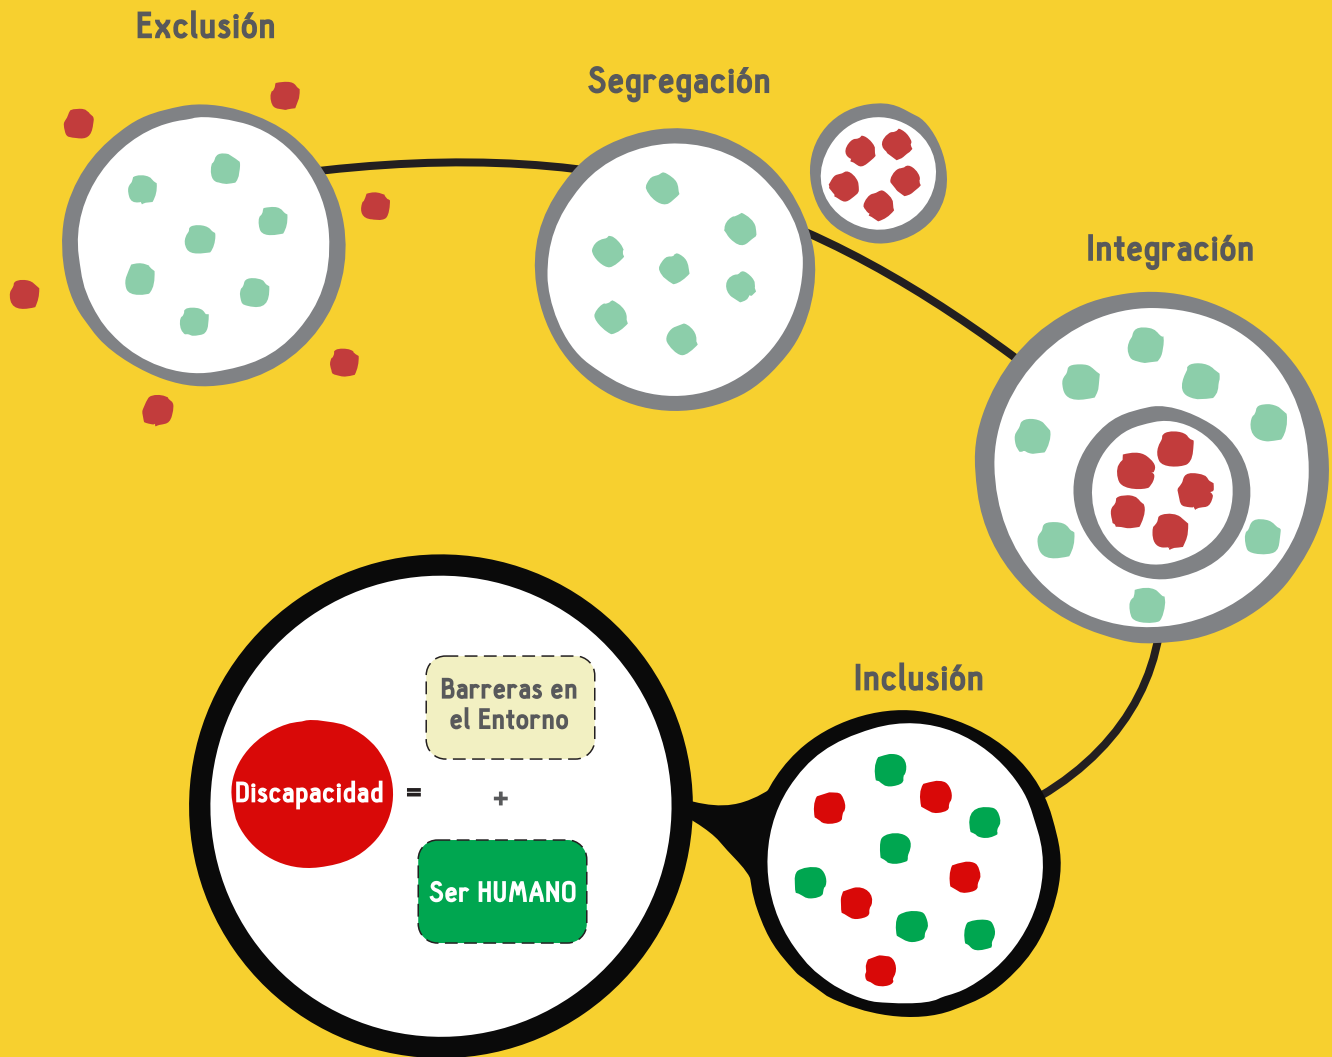 Exclusión
Segregación
Integración
Inclusión
Barreras en
el Entorno
Discapacidad
=
+
Ser HUMANO